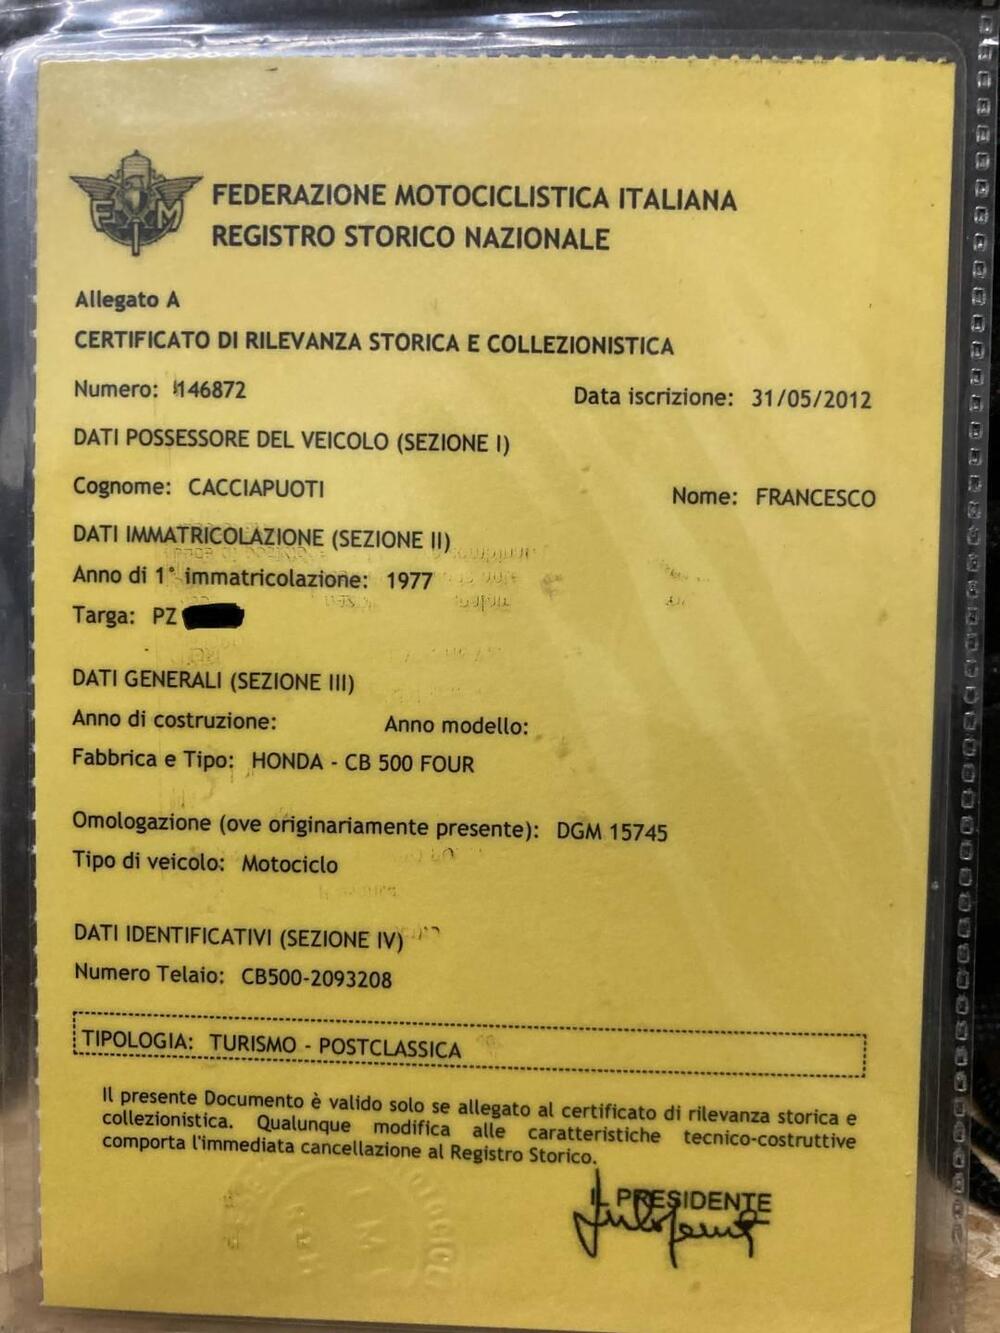 FEDERAZIONE MOTOCICLISTICA ITALIANA
REGISTRO STORICO NAZIONALE
F M
Allegato A
CERTIFICATO DI RILEVANZA STORICA E COLLEZIONISTICA
Numero: 146872 Data iscrizione: 31/05/2012
DATI POSSESSORE DEL VEICOLO (SEZIONE I)
Cognome: CACCIAPUOTI Nome: FRANCESCO
DATI IMMATRICOLAZIONE (SEZIONE II)
Anno di 1° immatricolazione: 1977
Targa: PZ
DATI GENERALI (SEZIONE III)
Anno di costruzione: Anno modello:
Fabbrica e Tipo: HONDA - CB 500 FOUR
Omologazione (ove originariamente presente): DGM 15745
Tipo di veicolo: Motociclo
DATI IDENTIFICATIVI (SEZIONE IV)
Numero Telaio: CB500-2093208
TIPOLOGIA: TURISMO - POSTCLASSICA
Il presente Documento è valido solo se allegato al certificato di rilevanza storica e
collezionistica. Qualunque modifica alle caratteristiche tecnico-costruttive
comporta l'immediata cancellazione al Registro Storico.
IL PRESIDENTE